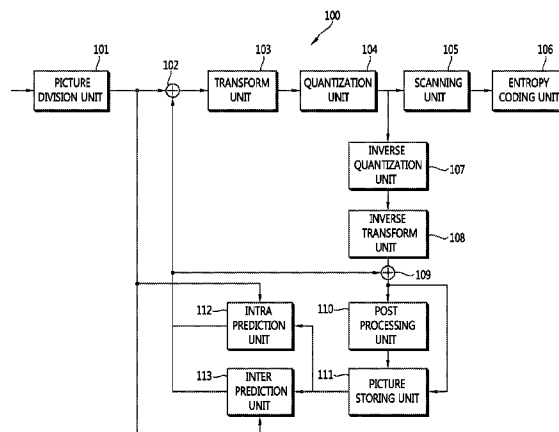 100
101
102
103
104
105
106
PICTURE
DIVISION UNIT
TRANSFORM
UNIT
QUANTIZATION
UNIT
SCANNING
UNIT
ENTROPY
CODING UNIT
INVERSE
QUANTIZATION
UNIT
107
INVERSE
TRANSFORM
UNIT
108
109
112
INTRA
PREDICTION
UNIT
110
POST
PROCESSING
UNIT
113
INTER
PREDICTION
UNIT
111
PICTURE
STORING UNIT